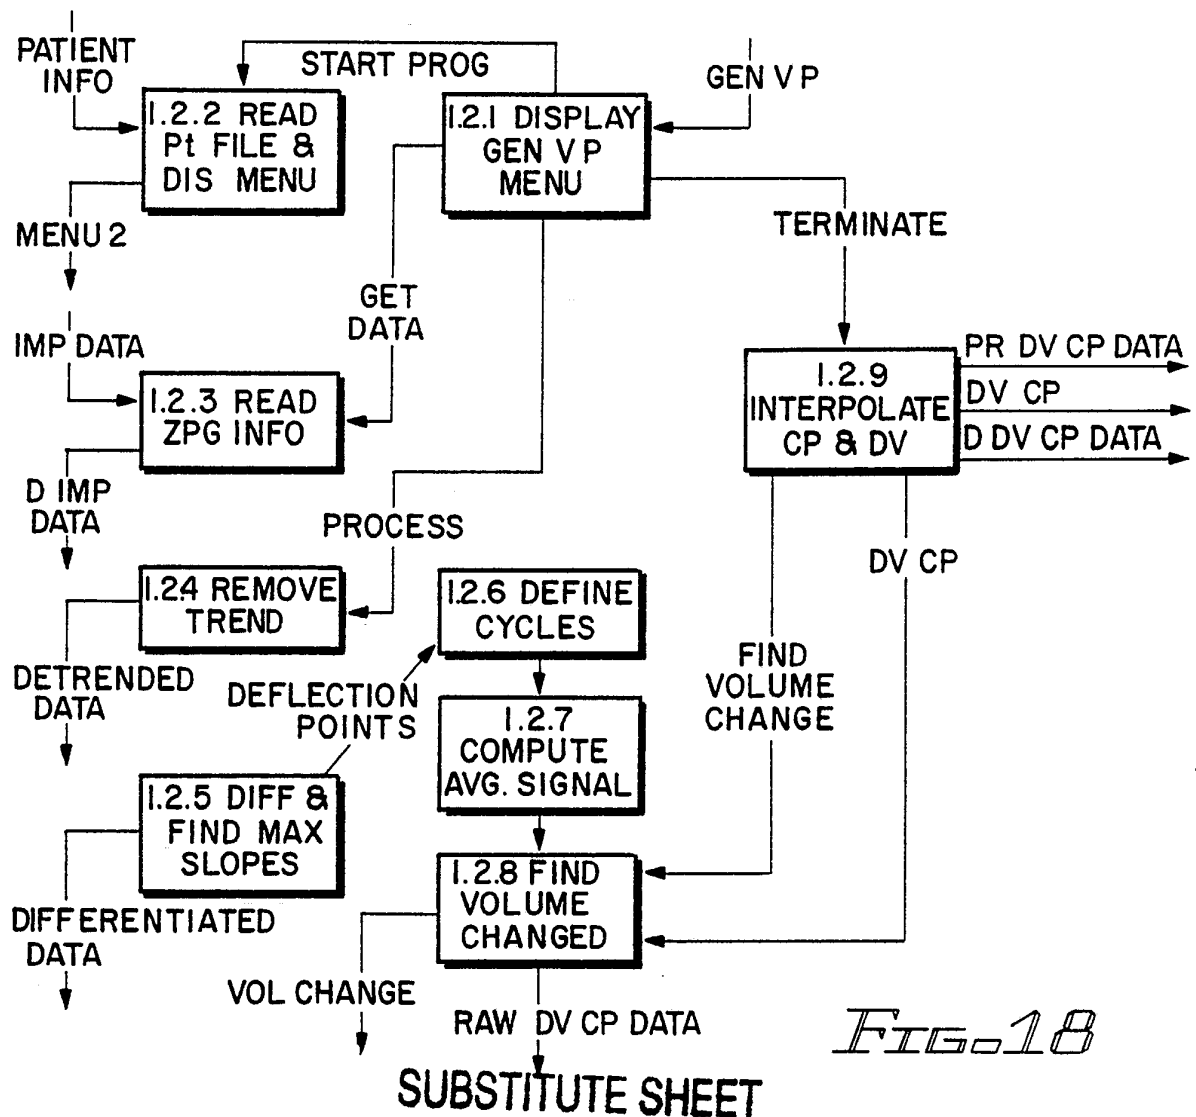 PATIENT
INFO
START PROG
GEN V P
1.2.2 READ
Pt FILE &
DIS MENU
1.2.1 DISPLAY
GEN V P
MENU
MENU 2
TERMINATE
GET
DATA
IMP DATA
1.2.3 READ
ZPG INFO
1.2.9
INTERPOLATE
CP & DV
PR DV CP DATA
DV CP
D DV CP DATA
D IMP
DATA
PROCESS
DV CP
1.2.4 REMOVE
TREND
1.2.6 DEFINE
CYCLES
FIND
VOLUME
CHANGE
DETRENDED
DATA
DEFLECTION
POINTS
1.2.7
COMPUTE
AVG. SIGNAL
1.2.5 DIFF &
FIND MAX
SLOPES
1.2.8 FIND
VOLUME
CHANGED
DIFFERENTIATED
DATA
VOL CHANGE
RAW DV CP DATA
FIG. 18
SUBSTITUTE SHEET